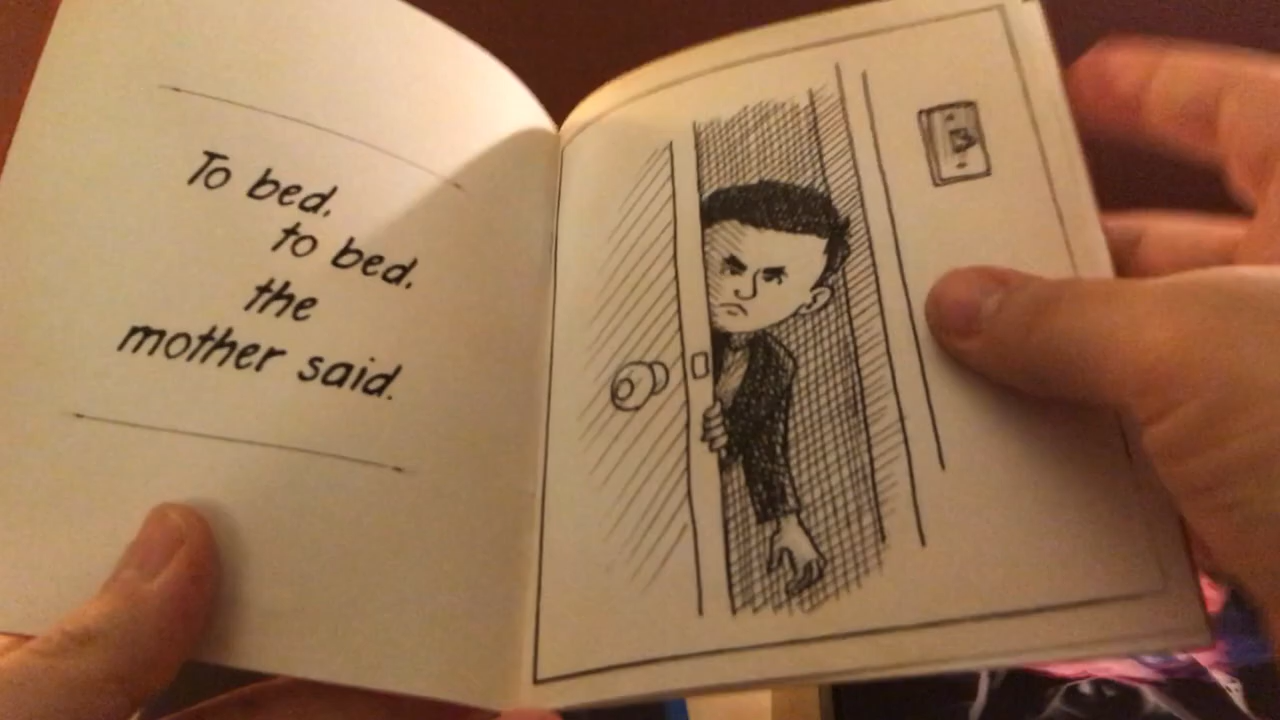 To bed,
to bed,
the
mother said.